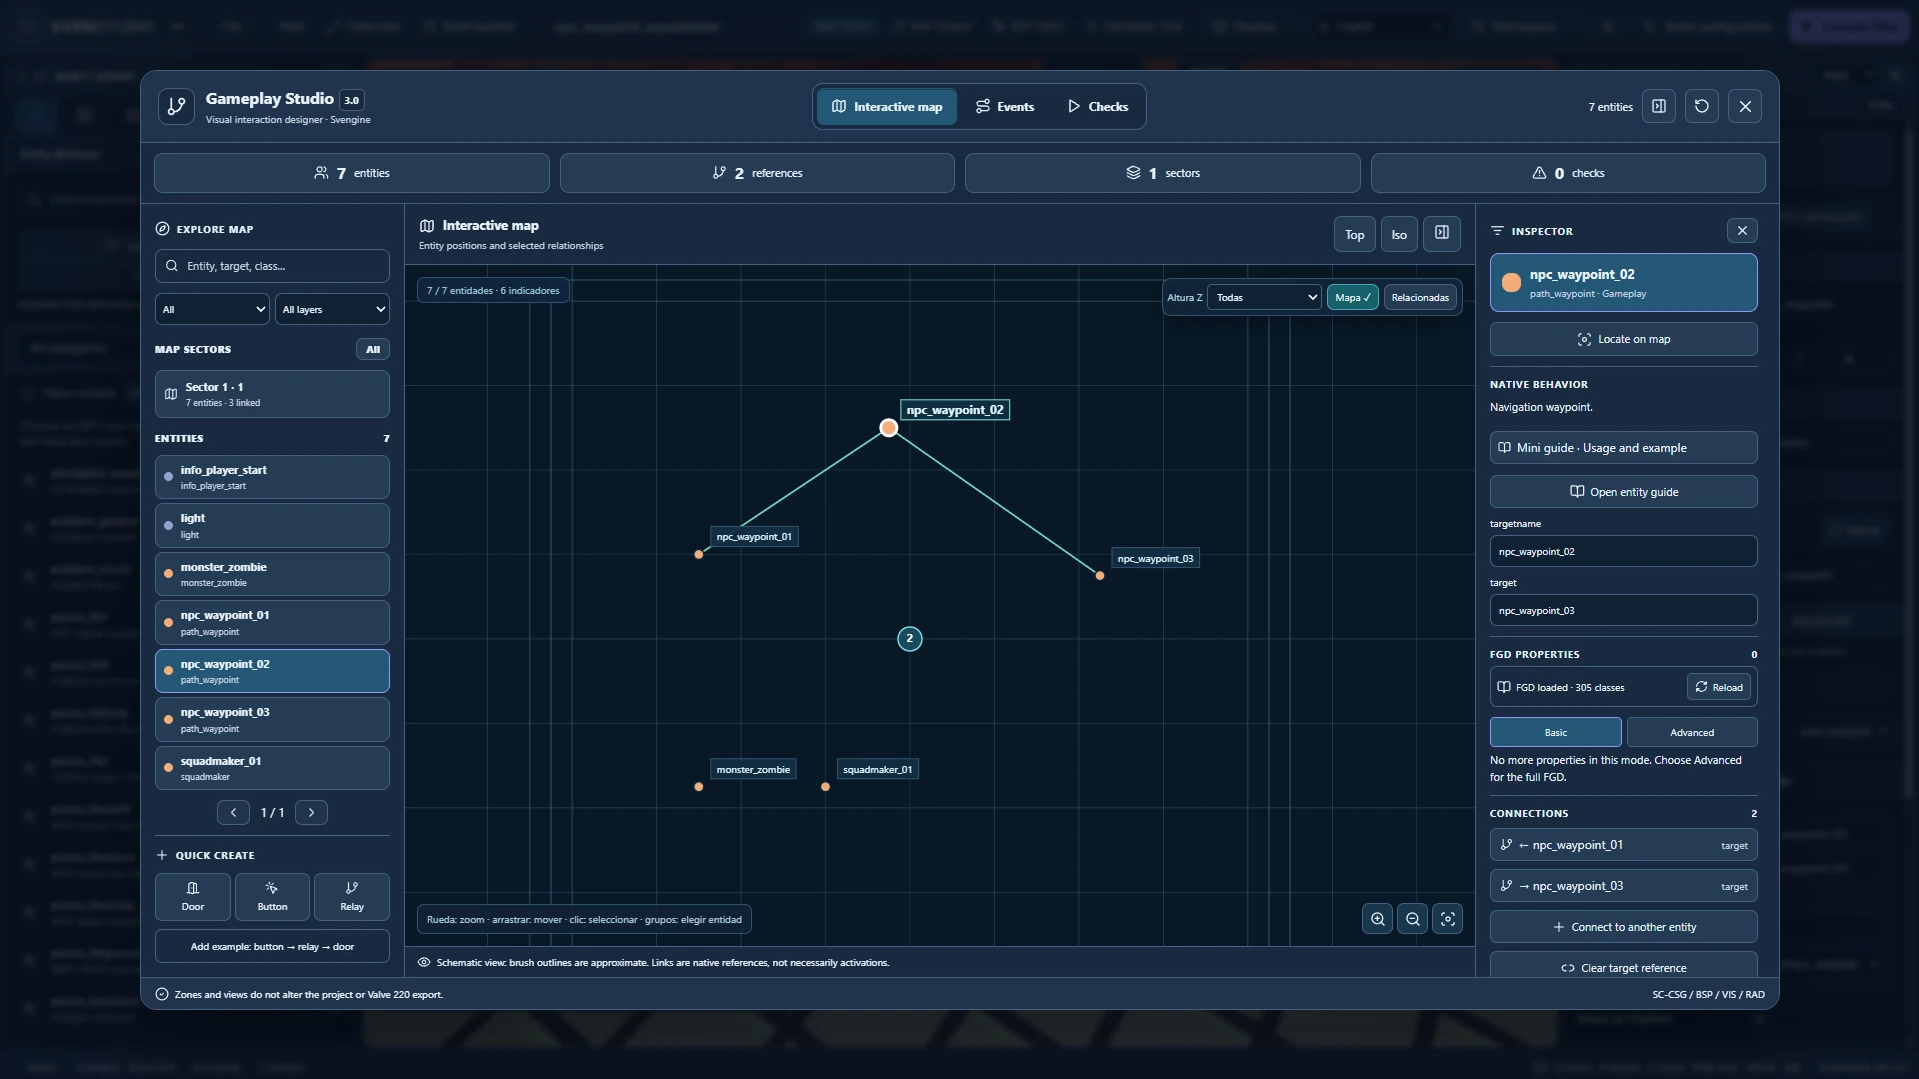 Gameplay Studio 3.0
Visual interaction designer · Svengine
Interactive map
Events
Checks
7 entities
7 entities
2 references
1 sectors
0 checks
EXPLORE MAP
Entity, target, class...
All
All layers
MAP SECTORS
All
Sector 1 · 1
7 entities · 3 linked
ENTITIES
7
info_player_start
info_player_start
light
light
monster_zombie
monster_zombie
npc_waypoint_01
path_waypoint
npc_waypoint_02
path_waypoint
npc_waypoint_03
path_waypoint
squadmaker_01
squadmaker
1 / 1
QUICK CREATE
Door
Button
Relay
Add example: button → relay → door
Interactive map
Entity positions and selected relationships
Top
Iso
7 / 7 entidades · 6 indicadores
Altura Z
Todas
Mapa ✓
Relacionadas
npc_waypoint_02
npc_waypoint_01
npc_waypoint_03
2
monster_zombie
squadmaker_01
Rueda: zoom · arrastrar: mover · clic: seleccionar · grupos: elegir entidad
Schematic view: brush outlines are approximate. Links are native references, not necessarily activations.
INSPECTOR
npc_waypoint_02
path_waypoint · Gameplay
Locate on map
NATIVE BEHAVIOR
Navigation waypoint.
Mini guide · Usage and example
Open entity guide
targetname
npc_waypoint_02
target
npc_waypoint_03
FGD PROPERTIES
0
FGD loaded · 305 classes
Reload
Basic
Advanced
No more properties in this mode. Choose Advanced
for the full FGD.
CONNECTIONS
2
← npc_waypoint_01
target
→ npc_waypoint_03
target
Connect to another entity
Clear target reference
Zones and views do not alter the project or Valve 220 export.
SC-CSG / BSP / VIS / RAD